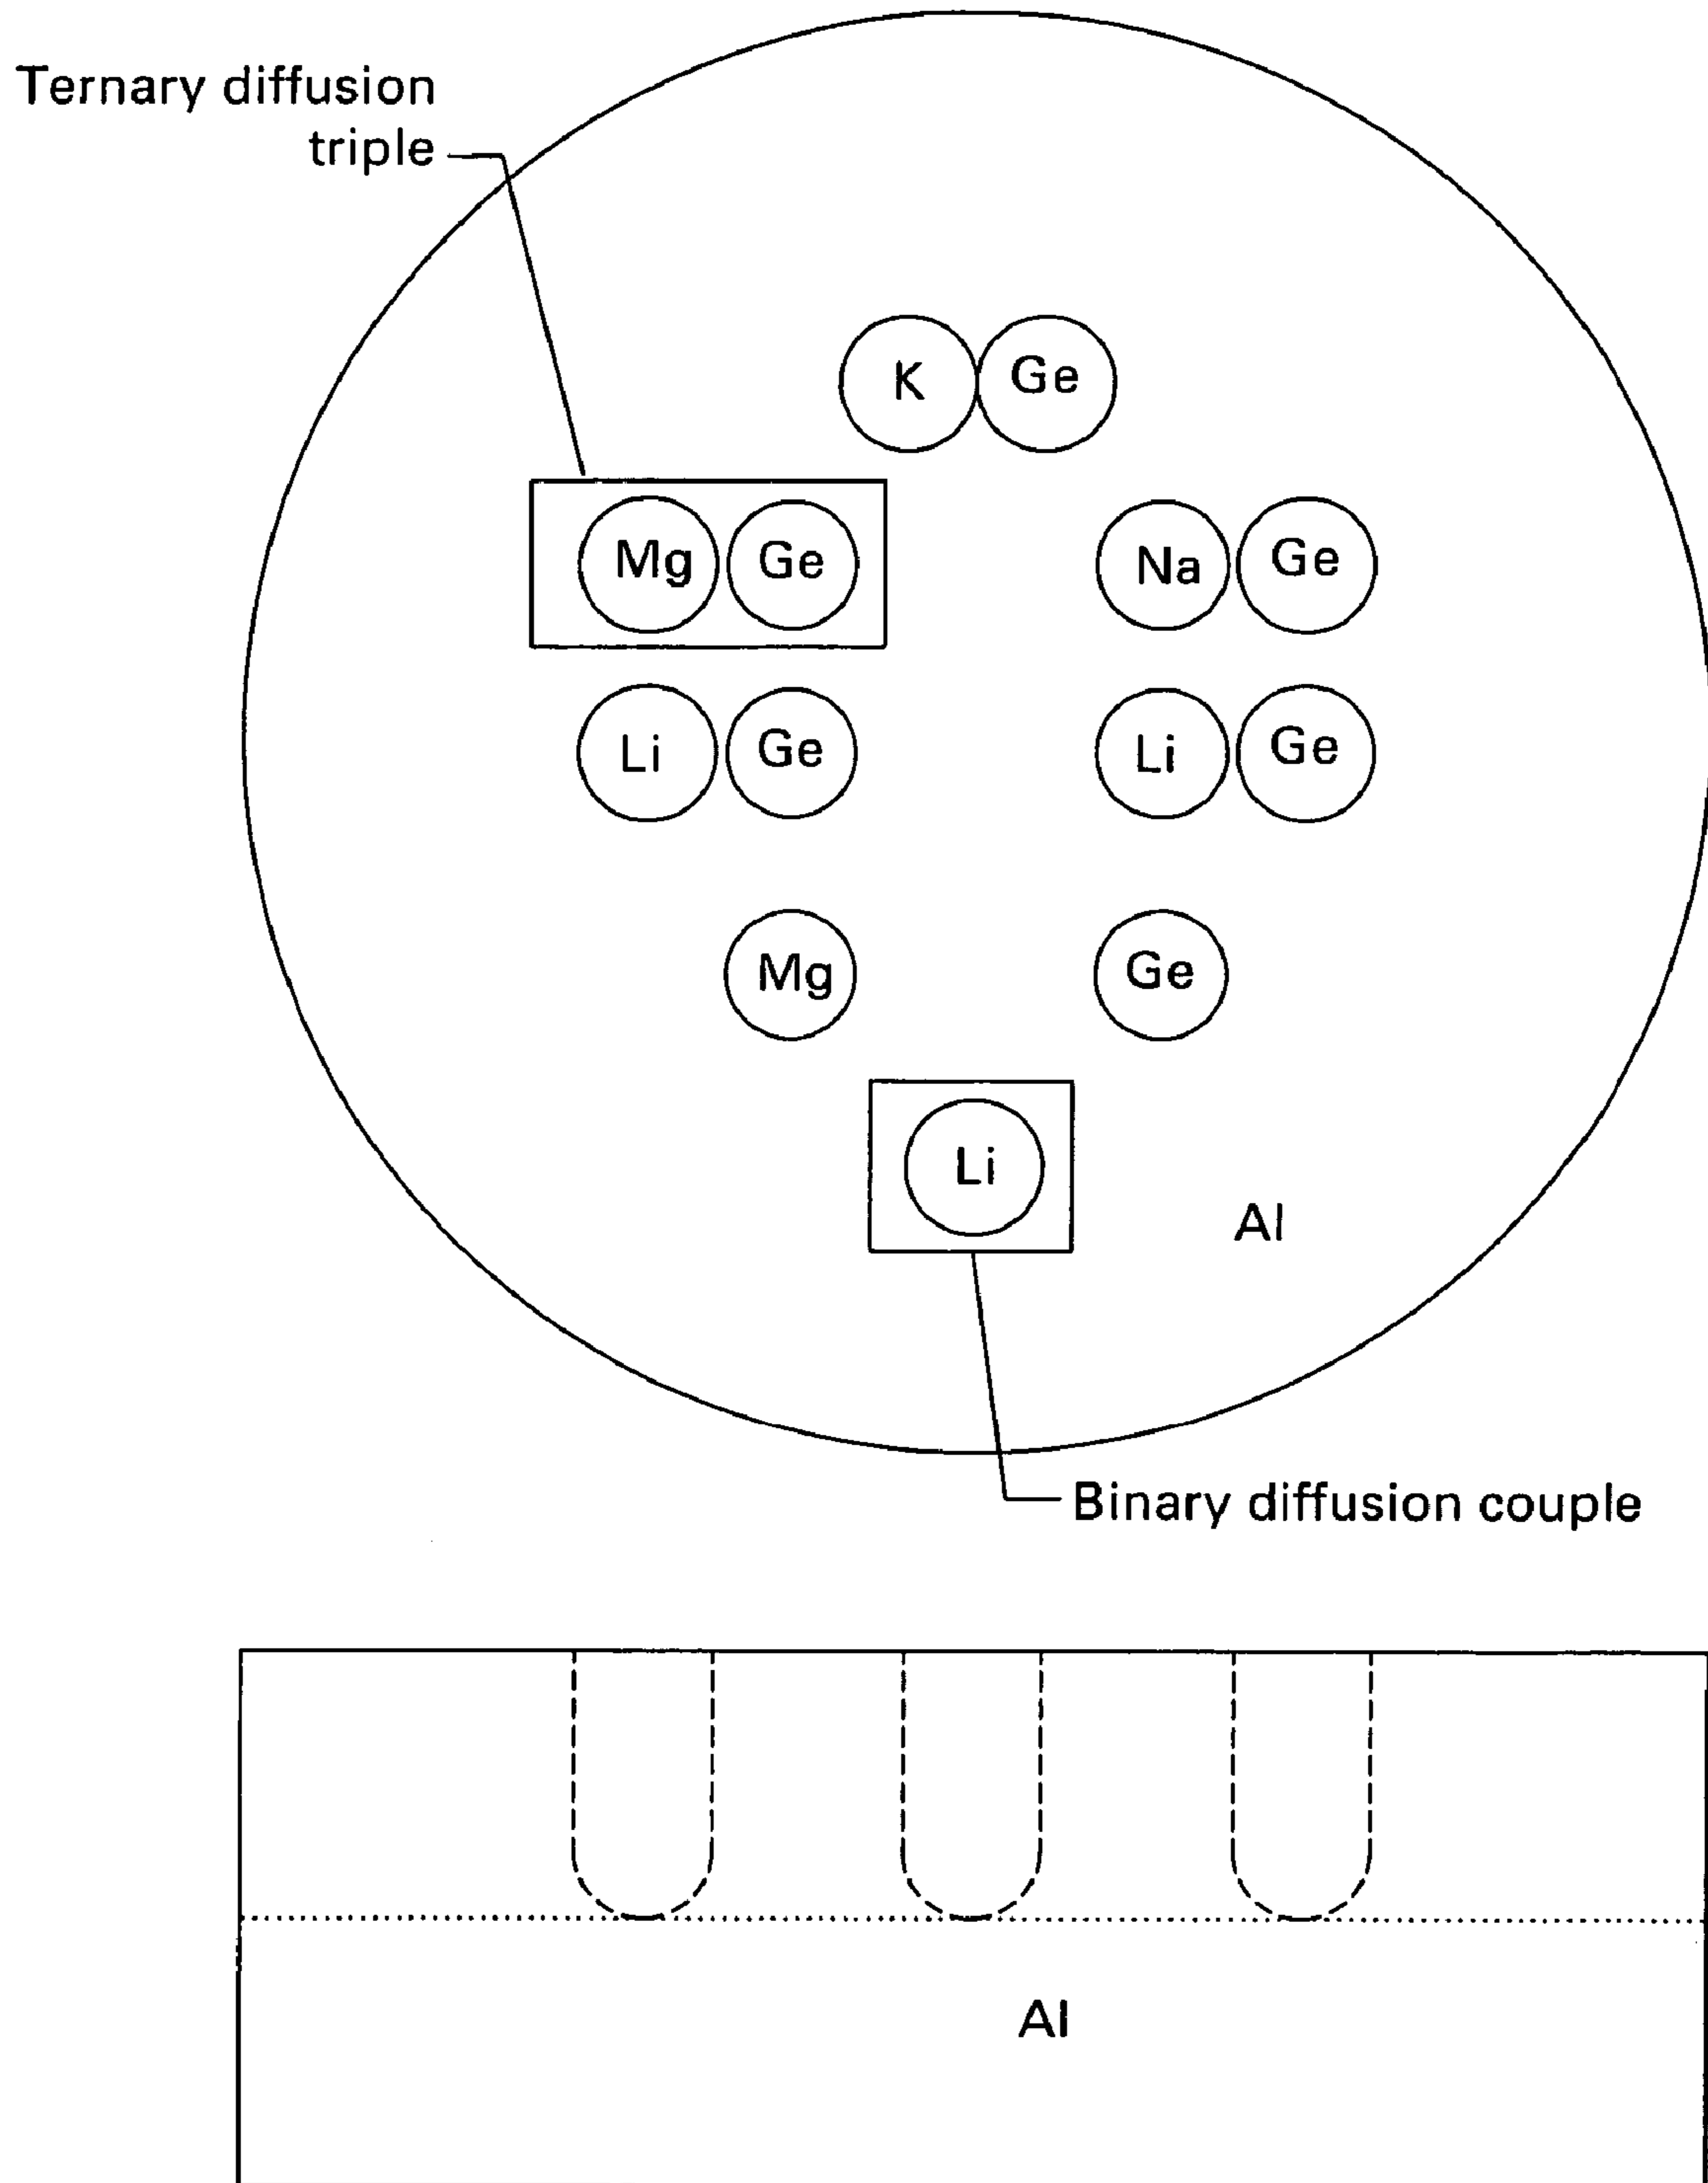 Ternary diffusion
triple
K Ge
Mg Ge Na Ge
Li Ge Li Ge
Mg Ge
Li
Al
Binary diffusion couple
Al